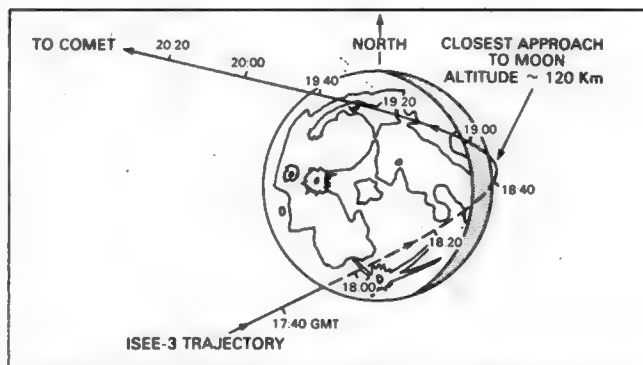 TO COMET
20:20
20:00
NORTH
CLOSEST APPROACH
TO MOON
ALTITUDE ~ 120 Km
19:40
19:20
19:00
18:40
18:20
18:00
17:40 GMT
ISEE-3 TRAJECTORY